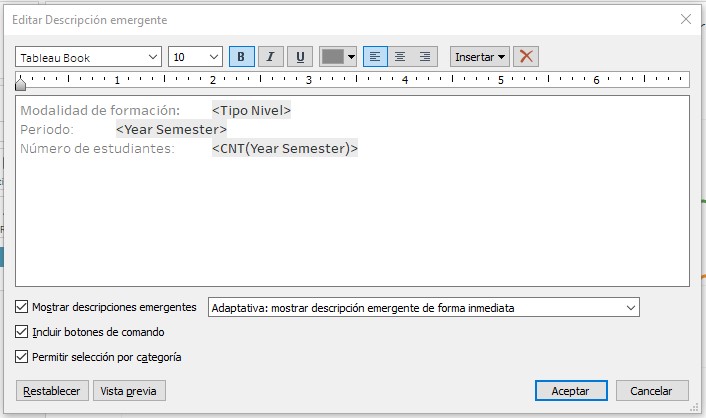 Editar Descripción emergente
Tableau Book 10 B I U Insertar
1 2 3 4 5 6
Modalidad de formación: <Tipo Nivel>
Periodo: <Year Semester>
Número de estudiantes: <CNT(Year Semester)>
Mostrar descripciones emergentes Adaptativa: mostrar descripción emergente de forma inmediata
Incluir botones de comando
Permitir selección por categoría
Restablecer Vista previa Aceptar Cancelar